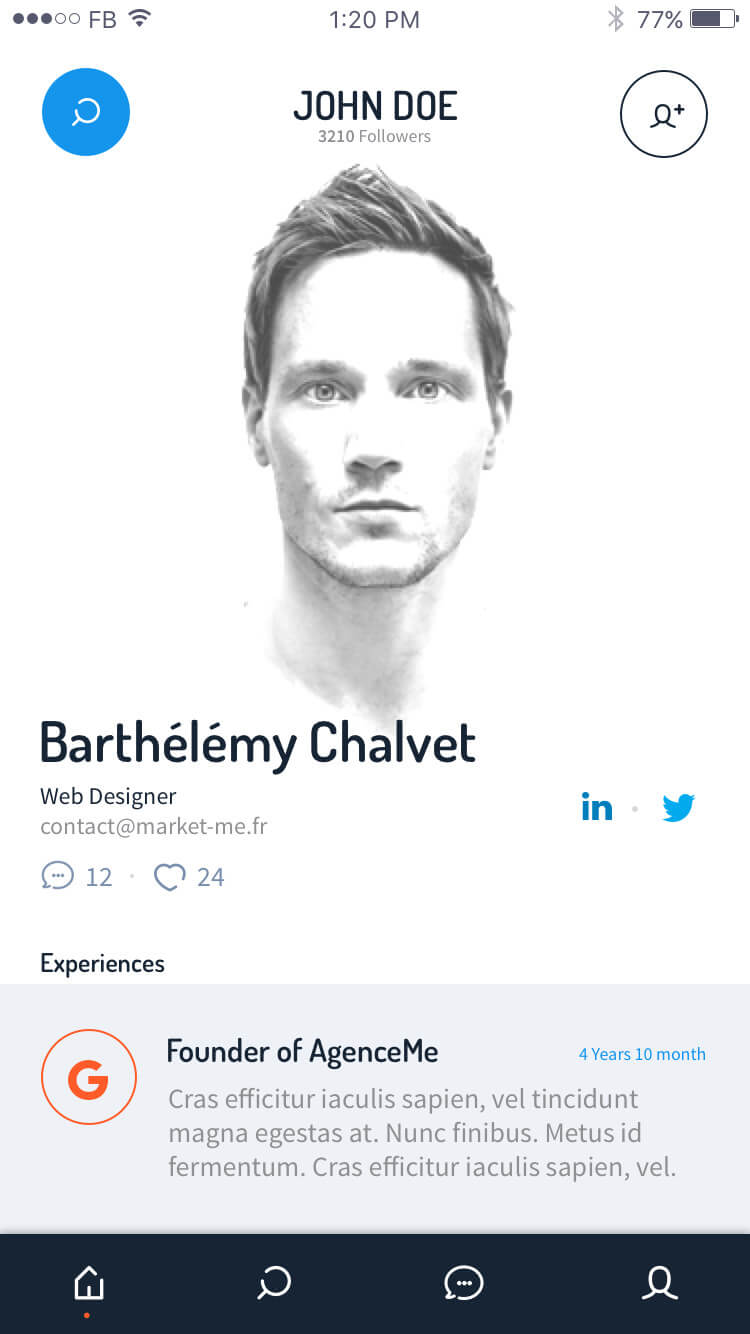 FB 1:20 PM 77%
JOHN DOE
3210 Followers
Barthélémy Chalvet
Web Designer
contact@market-me.fr
in
12 · 24
Experiences
G
Founder of AgenceMe
4 Years 10 month
Cras efficitur iaculis sapien, vel tincidunt
magna egestas at. Nunc finibus. Metus id
fermentum. Cras efficitur iaculis sapien, vel.